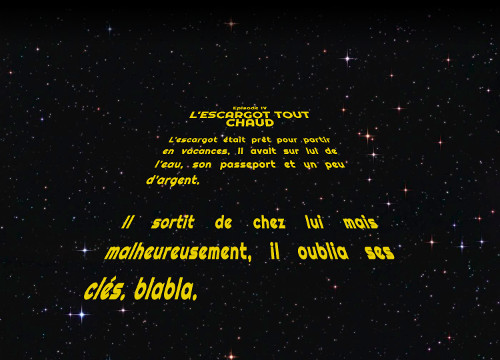 Episode IV
L'ESCARGOT TOUT
CHAUD
L'escargot était prêt pour partir
en vacances. Il avait sur lui de
l'eau, son passeport et un peu
d'argent.
Il sortit de chez lui mais
malheureusement, il oublia ses
clés. blabla.